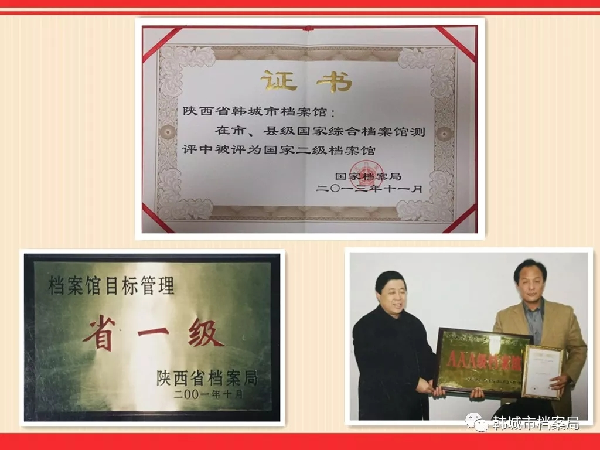 证书
陕西省韩城市档案馆：
在市、县级国家综合档案馆测
评中被评为国家二级档案馆
国家档案局
二〇一三年十一月
档案馆目标管理
省一级
陕西省档案局
二〇〇一年十月
韩城市档案局